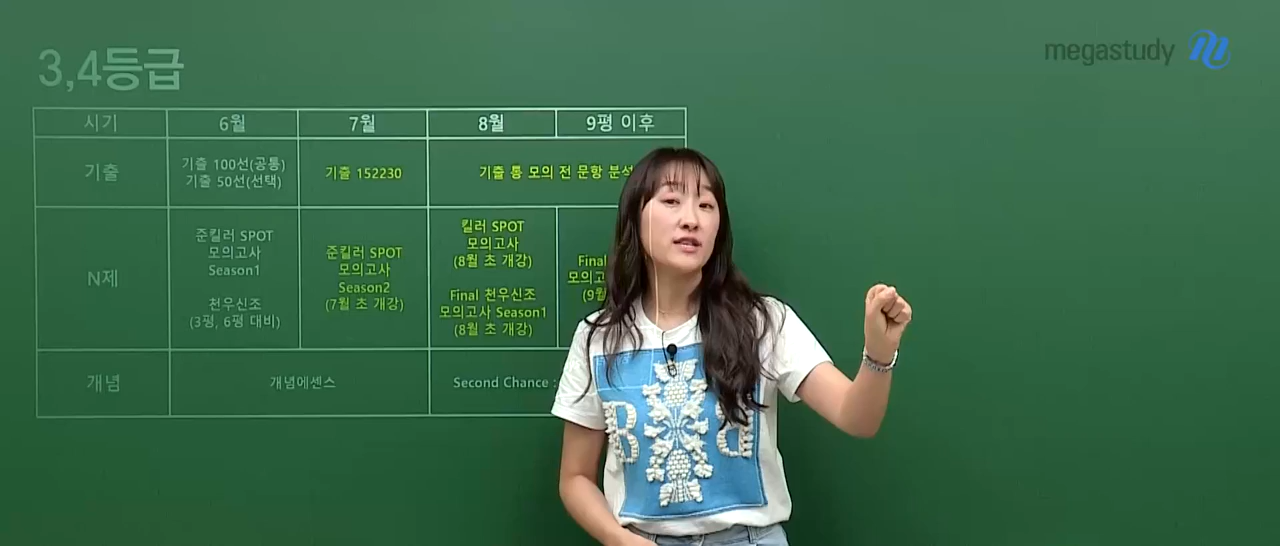 3,4등급
megastudy
시기
6월
7월
8월
9평 이후
기출
기출 100선(공통)
기출 50선(선택)
기출 152230
기출 통 모의 전 문항 분석
N제
준킬러 SPOT
모의고사
Season1
천우신조
(3평, 6평 대비)
준킬러 SPOT
모의고사
Season2
(7월 초 개강)
킬러 SPOT
모의고사
(8월 초 개강)
Final 천우신조
모의고사 Season1
(8월 초 개강)
Final
개념
개념에센스
Second Chance :
B
B